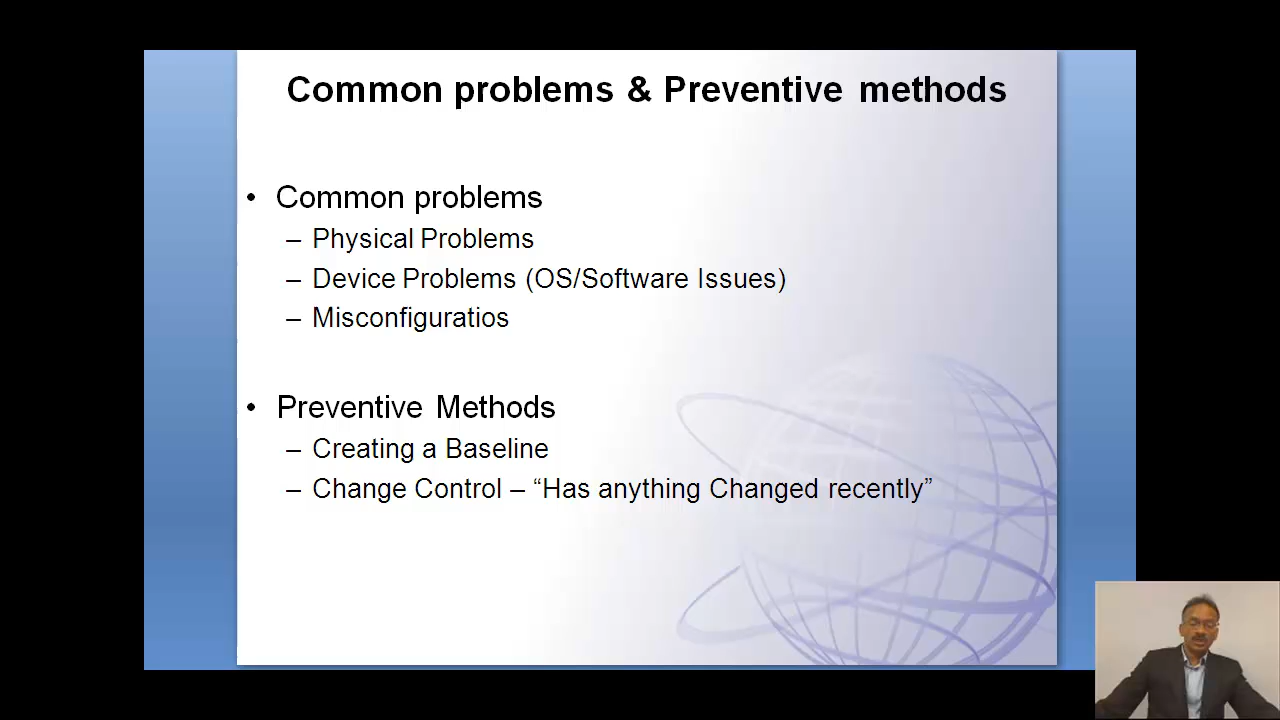 Common problems & Preventive methods
• Common problems
– Physical Problems
– Device Problems (OS/Software Issues)
– Misconfiguratios
• Preventive Methods
– Creating a Baseline
– Change Control – “Has anything Changed recently”